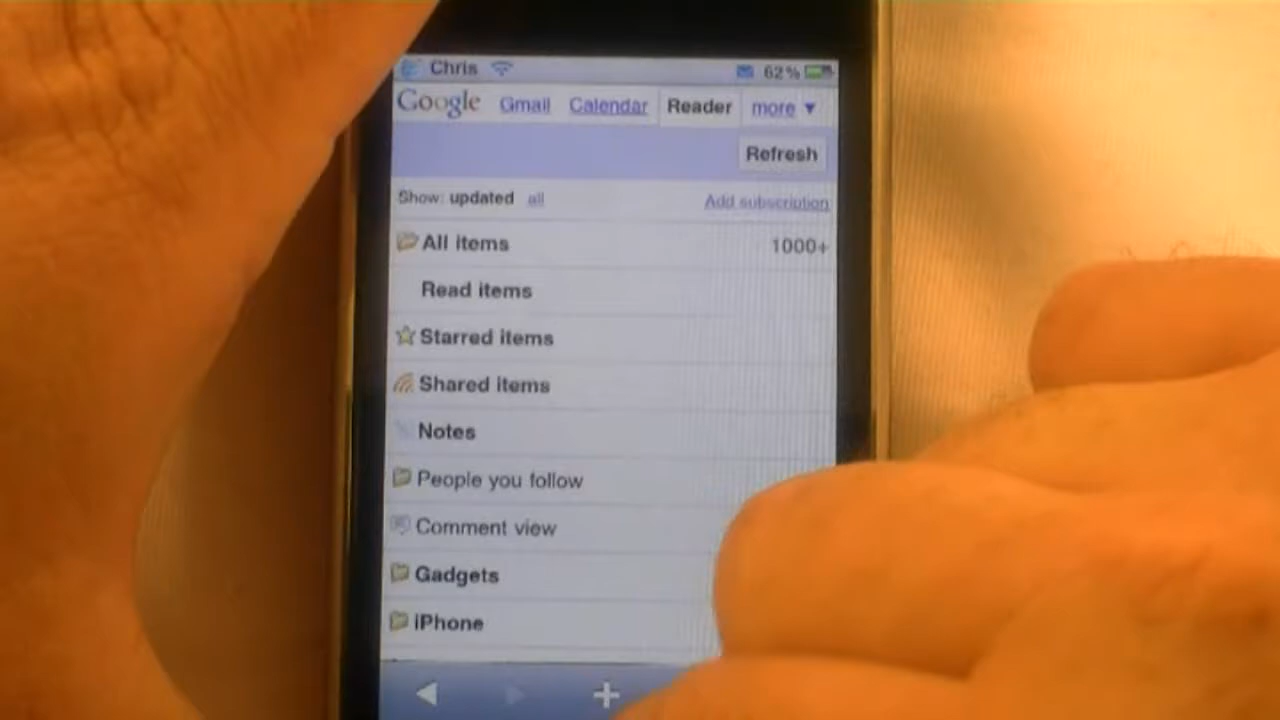 Chris 62%
Google Gmail Calendar Reader more ▼
Refresh
Show: updated all Add subscription
All items 1000+
Read items
Starred items
Shared items
Notes
People you follow
Comment view
Gadgets
iPhone